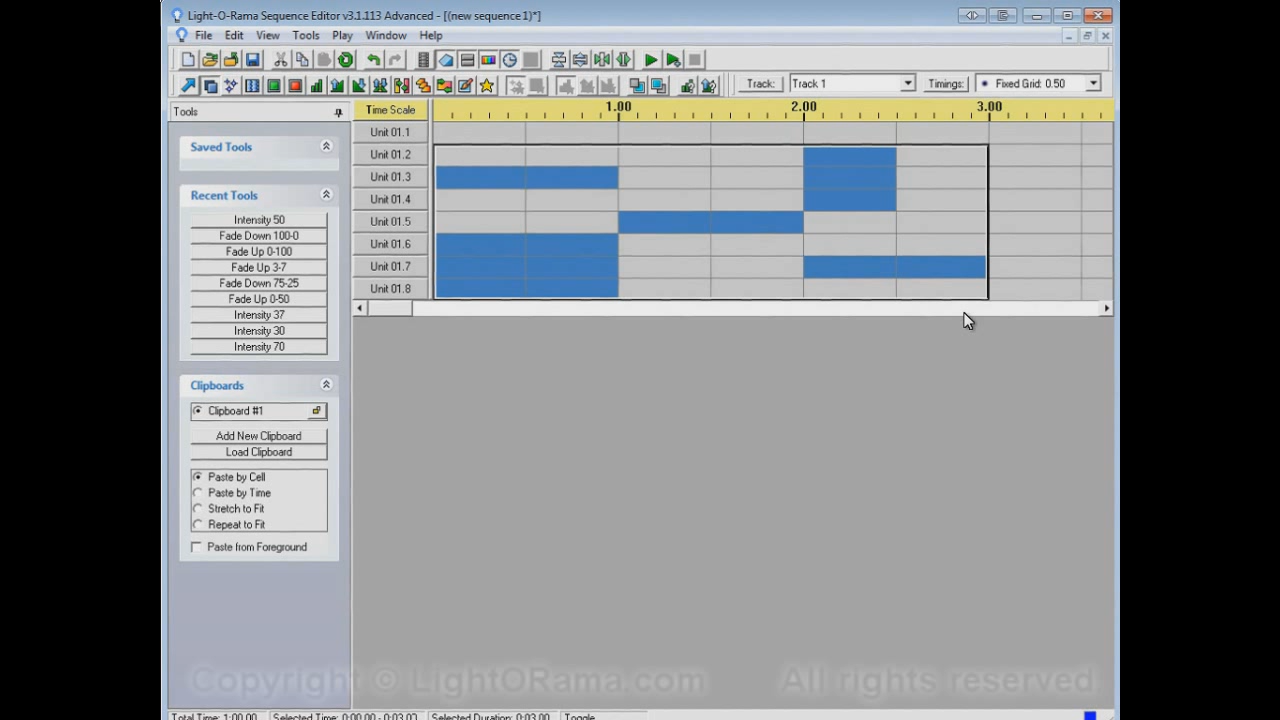 Light-O-Rama Sequence Editor v3.1.113 Advanced - [(new sequence1)*]
File Edit View Tools Play Window Help
Track: Track 1 Timings: Fixed Grid: 0.50
Tools
Time Scale 1.00 2.00 3.00
Unit 01.1
Unit 01.2
Unit 01.3
Unit 01.4
Unit 01.5
Unit 01.6
Unit 01.7
Unit 01.8
Saved Tools
Recent Tools
Intensity 50
Fade Down 100-0
Fade Up 0-100
Fade Up 3-7
Fade Down 75-25
Fade Up 0-50
Intensity 37
Intensity 30
Intensity 70
Clipboards
Clipboard #1
Add New Clipboard
Load Clipboard
Paste by Cell
Paste by Time
Stretch to Fit
Repeat to Fit
Paste from Foreground
Copyright © LightORama.com All rights reserved
Total Time: 1:00.00 Selected Time: 0:00.00 - 0:03.00 Selected Duration: 0:03.00 Toggle